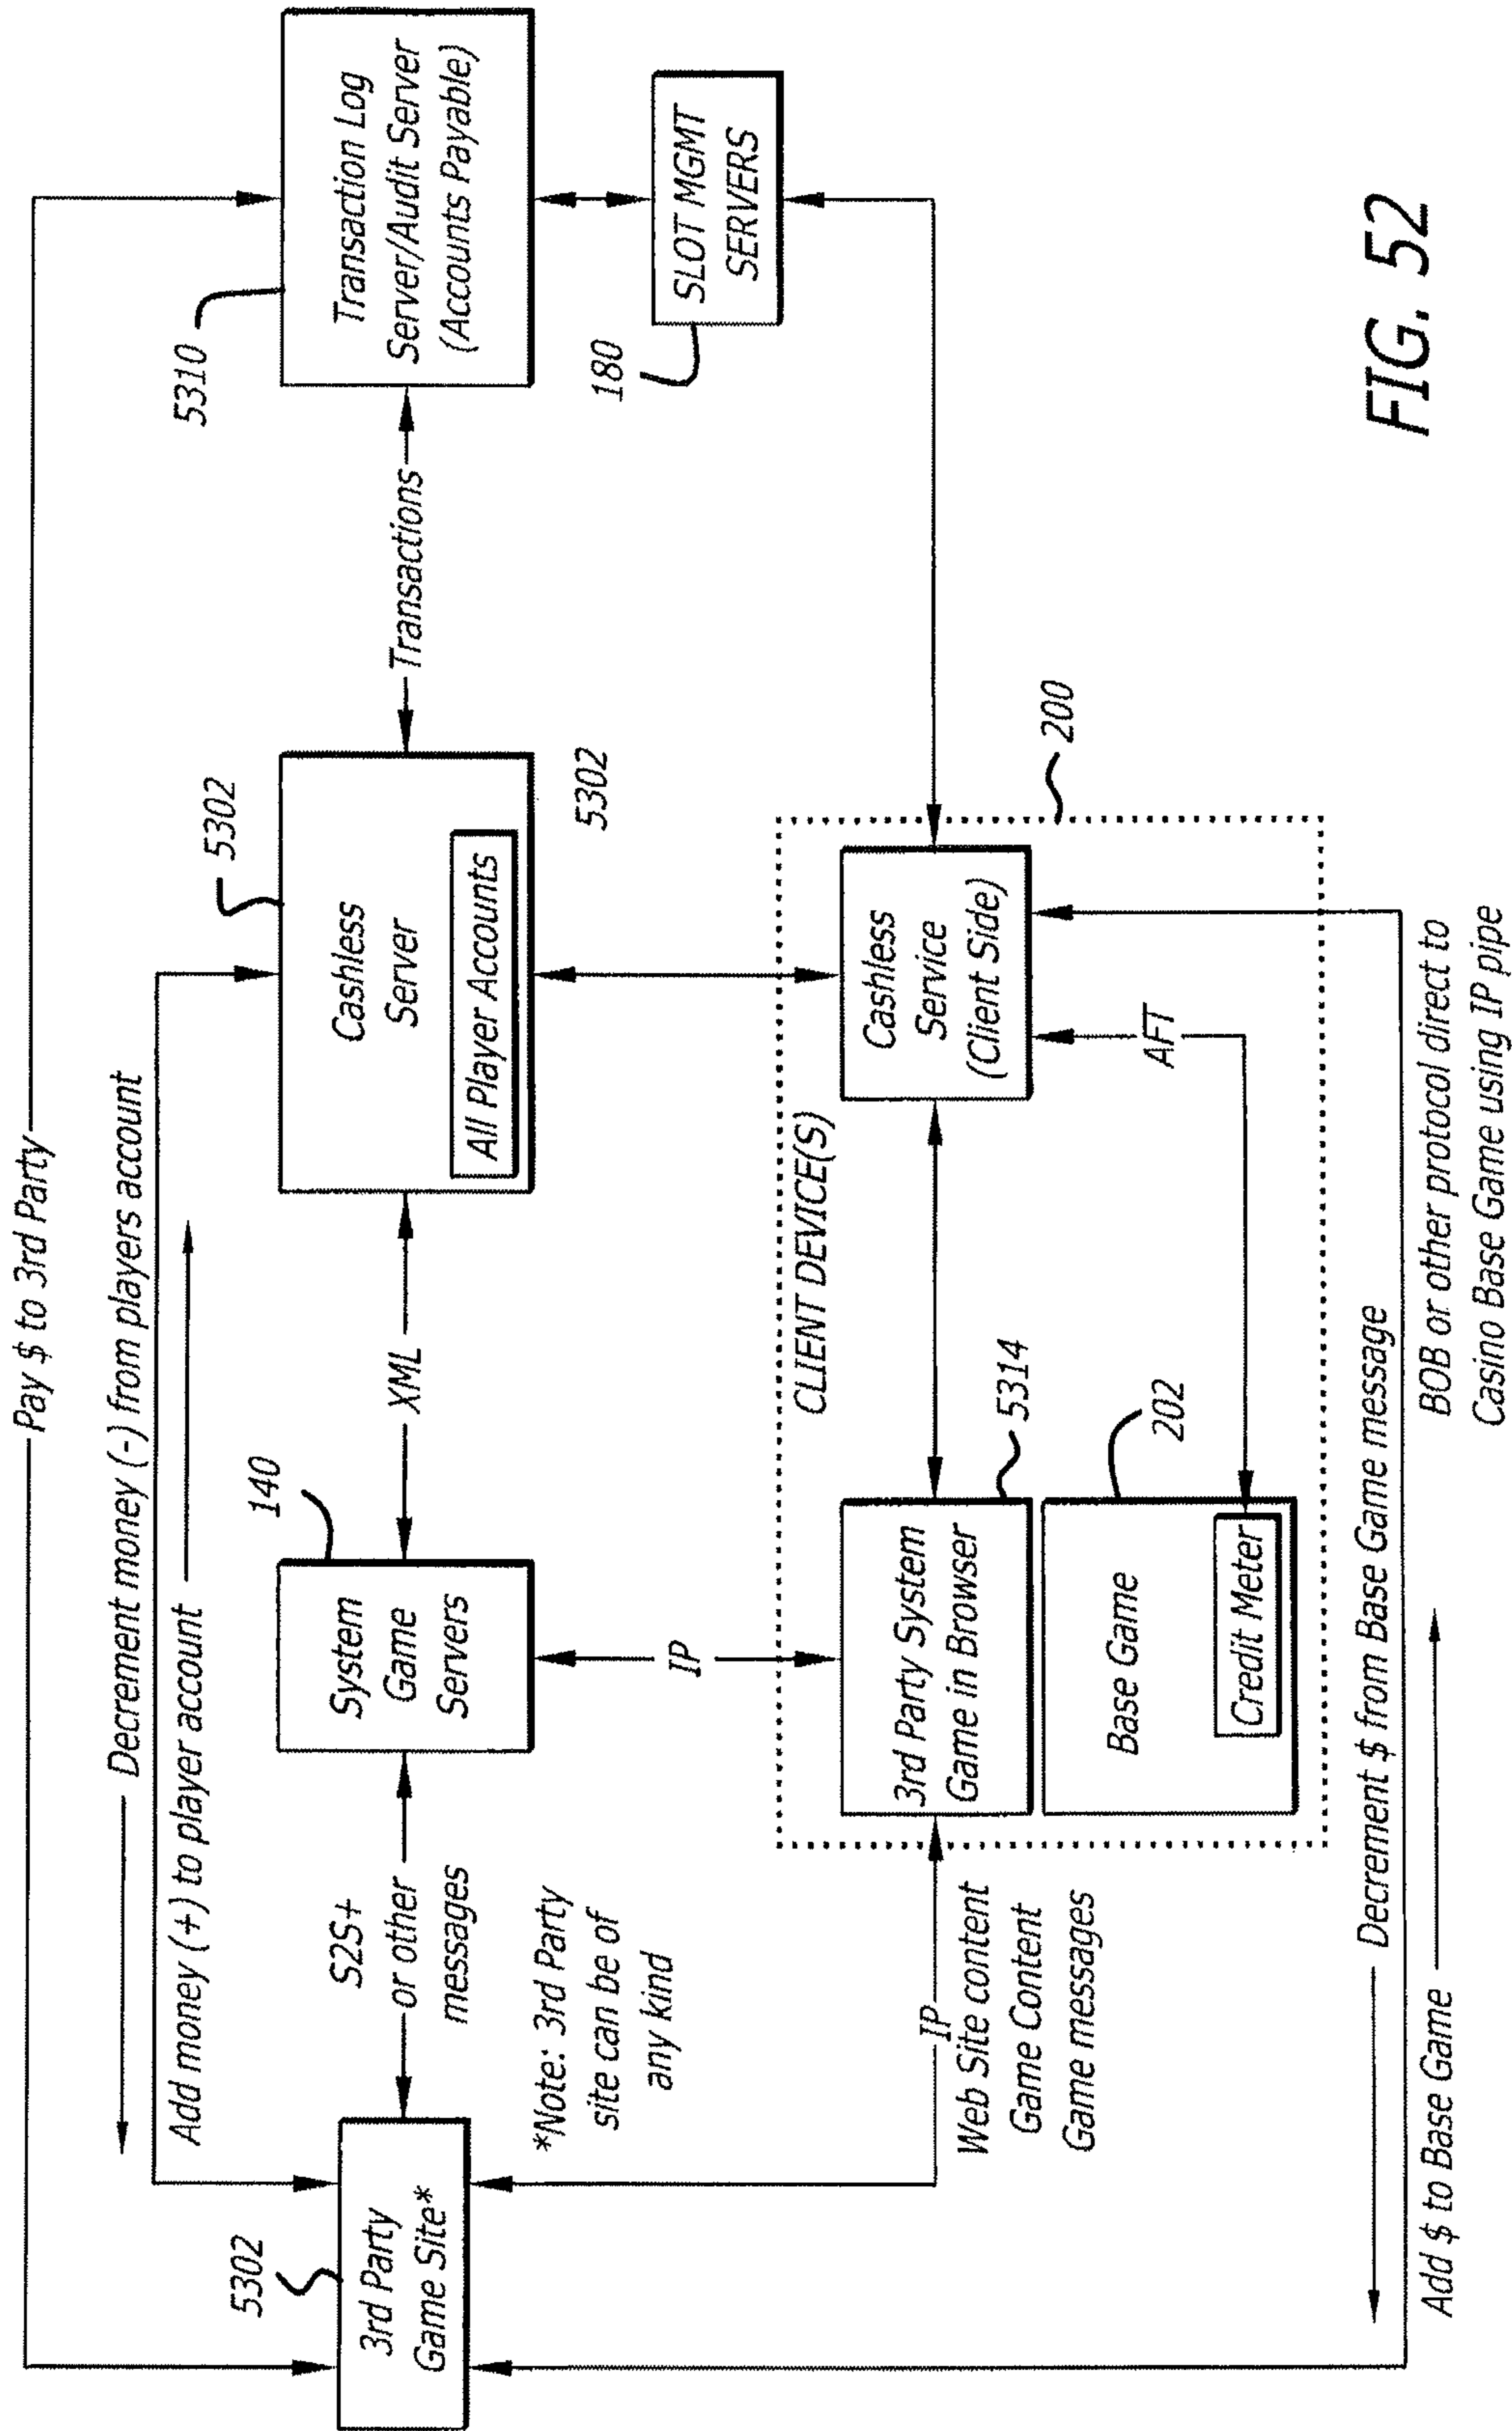 Pay $ to 3rd Party
Decrement money (-) from players account
Add money (+) to player account
5302
3rd Party
Game Site*
S2S+
or other
messages
*Note: 3rd Party
site can be of
any kind
140
System
Game
Servers
XML
5302
Cashless
Server
All Player Accounts
5302
Transactions
5310
Transaction Log
Server/Audit Server
(Accounts Payable)
180
SLOT MGMT
SERVERS
IP
CLIENT DEVICE(S)
200
IP
Web Site content
Game Content
Game messages
3rd Party System
Game in Browser
5314
Cashless
Service
(Client Side)
AFT
202
Base Game
Credit Meter
Decrement $ from Base Game message
Add $ to Base Game
BOB or other protocol direct to
Casino Base Game using IP pipe
FIG. 52